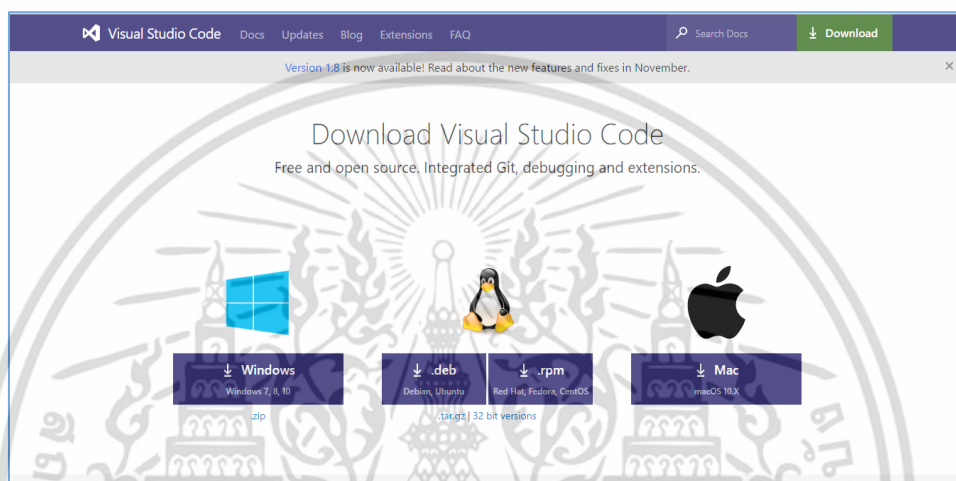 Visual Studio Code Docs Updates Blog Extensions FAQ Search Docs Download
Version 1.8 is now available! Read about the new features and fixes in November.
Download Visual Studio Code
Free and open source. Integrated Git, debugging and extensions.
Windows
Windows 7, 8, 10
.zip
.deb
Debian, Ubuntu
.rpm
Red Hat, Fedora, CentOS
.tar.gz | 32 bit versions
Mac
macOS 10.X